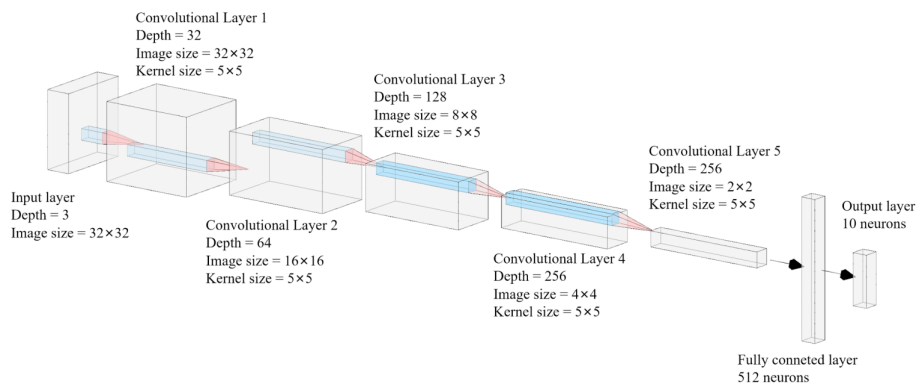 Convolutional Layer 1
Depth = 32
Image size = 32×32
Kernel size = 5×5
Convolutional Layer 3
Depth = 128
Image size = 8×8
Kernel size = 5×5
Convolutional Layer 5
Depth = 256
Image size = 2×2
Kernel size = 5×5
Input layer
Depth = 3
Image size = 32×32
Convolutional Layer 2
Depth = 64
Image size = 16×16
Kernel size = 5×5
Convolutional Layer 4
Depth = 256
Image size = 4×4
Kernel size = 5×5
Output layer
10 neurons
Fully conneted layer
512 neurons